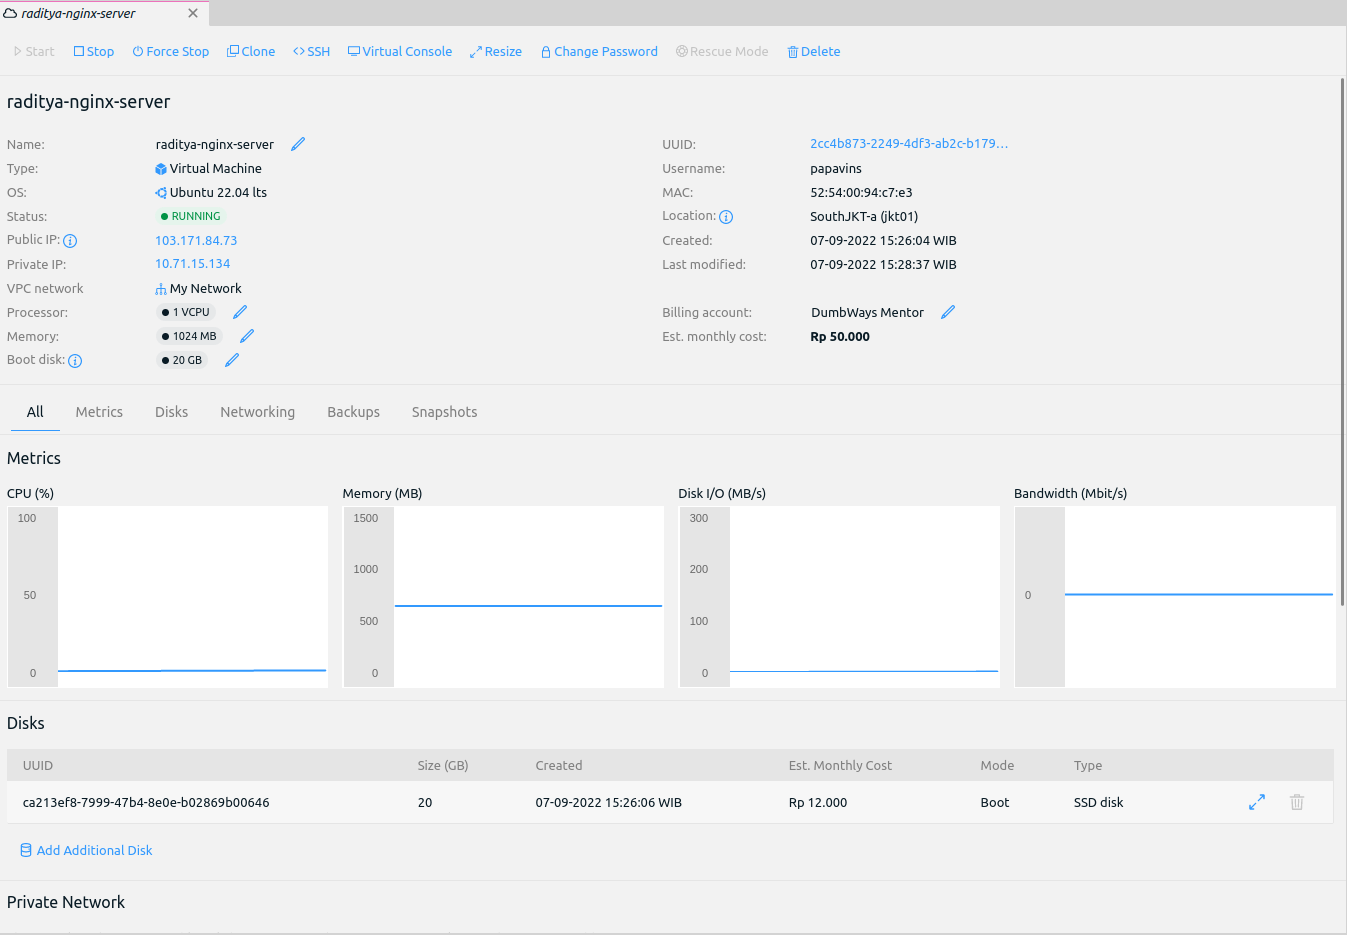 raditya-nginx-server
Start Stop Force Stop Clone SSH Virtual Console Resize Change Password Rescue Mode Delete
raditya-nginx-server
Name: raditya-nginx-server
Type: Virtual Machine
OS: Ubuntu 22.04 lts
Status: RUNNING
Public IP: 103.171.84.73
Private IP: 10.71.15.134
VPC network My Network
Processor: 1 VCPU
Memory: 1024 MB
Boot disk: 20 GB
UUID: 2cc4b873-2249-4df3-ab2c-b179...
Username: papavins
MAC: 52:54:00:94:c7:e3
Location: SouthJKT-a (jkt01)
Created: 07-09-2022 15:26:04 WIB
Last modified: 07-09-2022 15:28:37 WIB
Billing account: DumbWays Mentor
Est. monthly cost: Rp 50.000
All Metrics Disks Networking Backups Snapshots
Metrics
CPU (%)
100
50
0
Memory (MB)
1500
1000
500
0
Disk I/O (MB/s)
300
200
100
0
Bandwidth (Mbit/s)
0
Disks
UUID Size (GB) Created Est. Monthly Cost Mode Type
ca213ef8-7999-47b4-8e0e-b02869b00646 20 07-09-2022 15:26:06 WIB Rp 12.000 Boot SSD disk
Add Additional Disk
Private Network